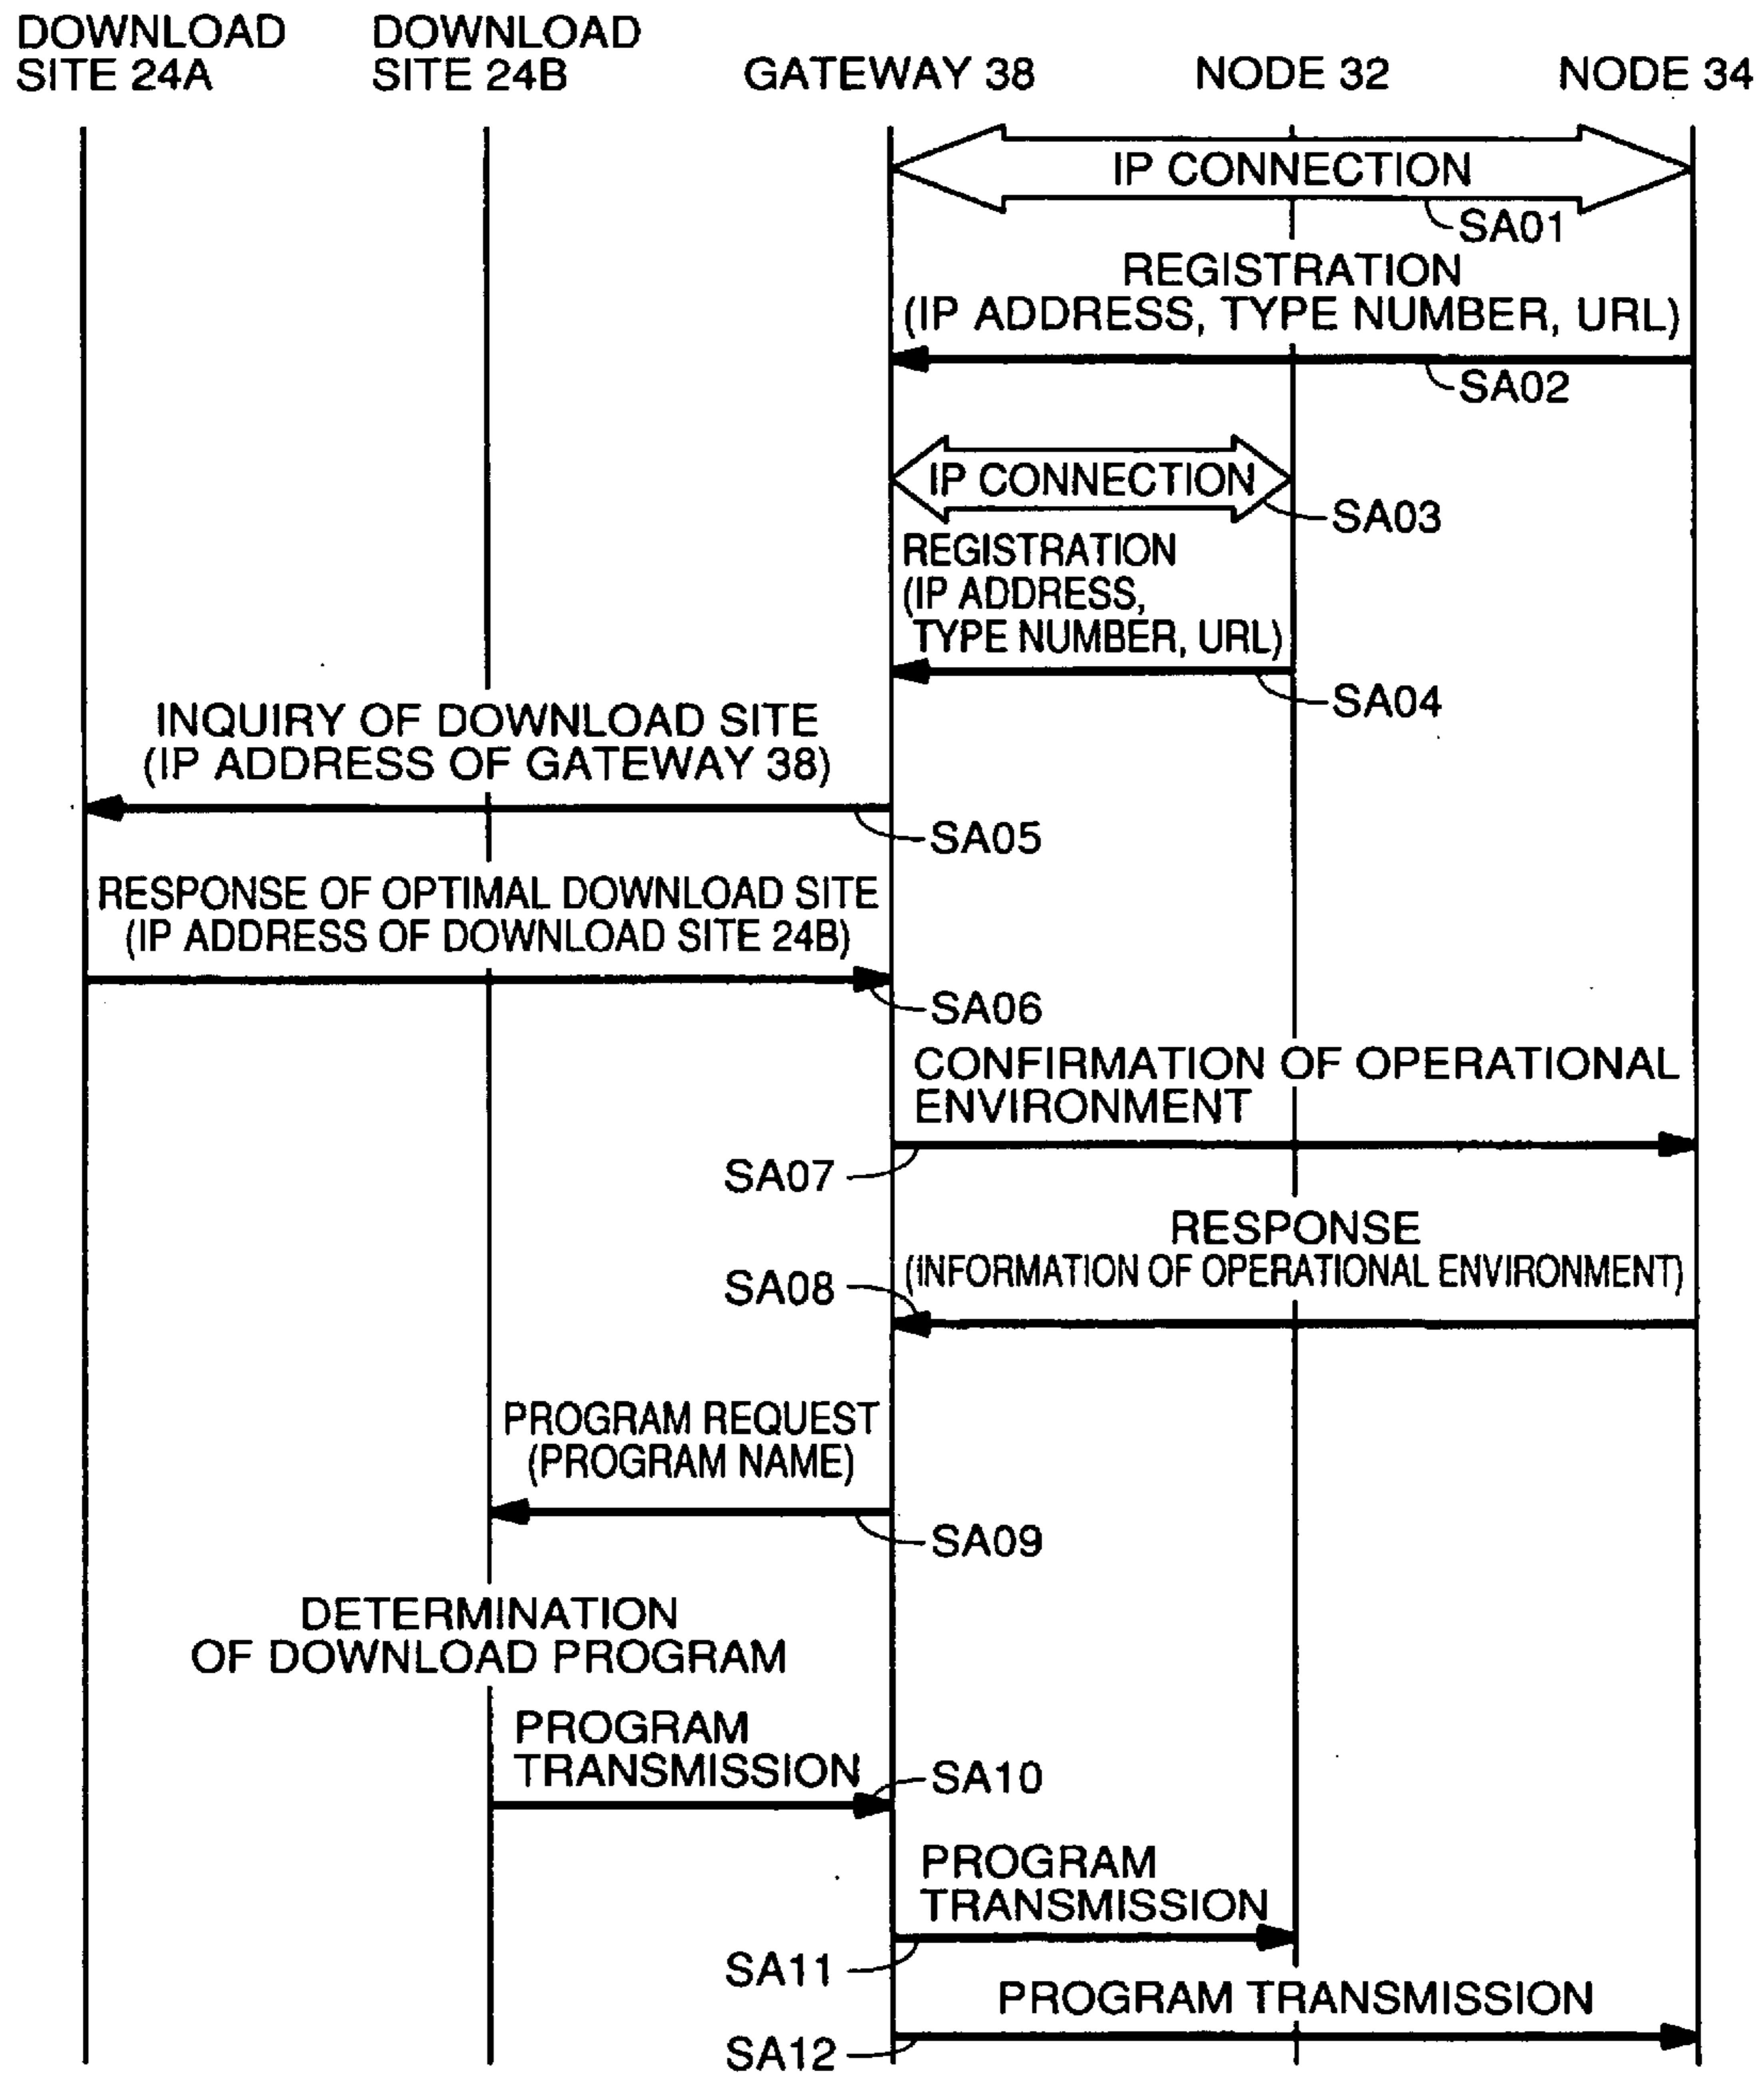 DOWNLOAD
SITE 24A
DOWNLOAD
SITE 24B
GATEWAY 38
NODE 32
NODE 34
IP CONNECTION
SA01
REGISTRATION
(IP ADDRESS, TYPE NUMBER, URL)
SA02
IP CONNECTION
SA03
REGISTRATION
(IP ADDRESS,
TYPE NUMBER, URL)
SA04
INQUIRY OF DOWNLOAD SITE
(IP ADDRESS OF GATEWAY 38)
SA05
RESPONSE OF OPTIMAL DOWNLOAD SITE
(IP ADDRESS OF DOWNLOAD SITE 24B)
SA06
CONFIRMATION OF OPERATIONAL
ENVIRONMENT
SA07
RESPONSE
(INFORMATION OF OPERATIONAL ENVIRONMENT)
SA08
PROGRAM REQUEST
(PROGRAM NAME)
SA09
DETERMINATION
OF DOWNLOAD PROGRAM
PROGRAM
TRANSMISSION
SA10
PROGRAM
TRANSMISSION
SA11
PROGRAM TRANSMISSION
SA12